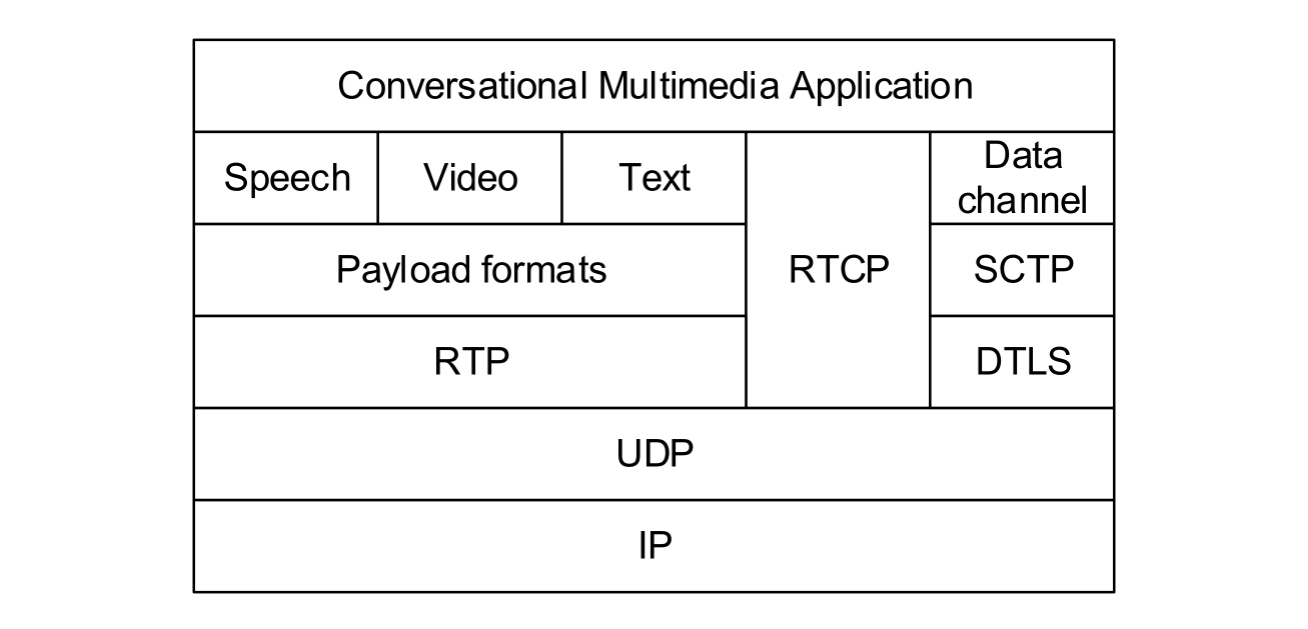 Conversational Multimedia Application
Speech
Video
Text
Data
channel
Payload formats
RTCP
SCTP
RTP
DTLS
UDP
IP